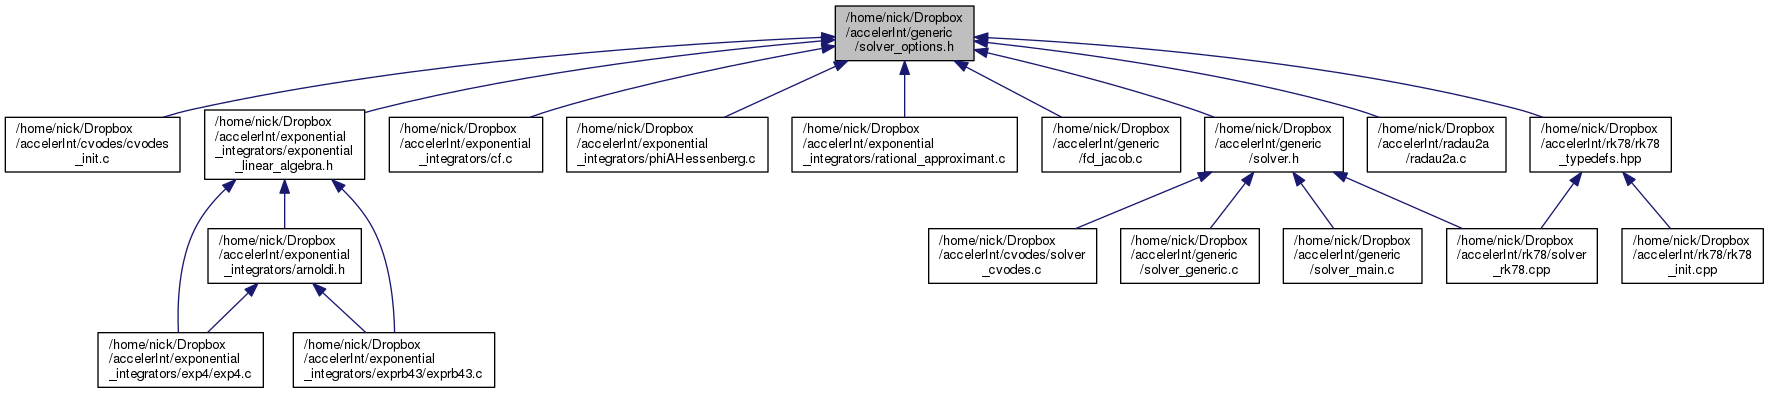 /home/nick/Dropbox
/accelerInt/generic
/solver_options.h
/home/nick/Dropbox
/accelerInt/cvodes/cvodes
_init.c
/home/nick/Dropbox
/accelerInt/exponential
_integrators/exponential
_linear_algebra.h
/home/nick/Dropbox
/accelerInt/exponential
_integrators/cf.c
/home/nick/Dropbox
/accelerInt/exponential
_integrators/phiAHessenberg.c
/home/nick/Dropbox
/accelerInt/exponential
_integrators/rational_approximant.c
/home/nick/Dropbox
/accelerInt/generic
/fd_jacob.c
/home/nick/Dropbox
/accelerInt/generic
/solver.h
/home/nick/Dropbox
/accelerInt/radau2a
/radau2a.c
/home/nick/Dropbox
/accelerInt/rk78/rk78
_typedefs.hpp
/home/nick/Dropbox
/accelerInt/exponential
_integrators/arnoldi.h
/home/nick/Dropbox
/accelerInt/cvodes/solver
_cvodes.c
/home/nick/Dropbox
/accelerInt/generic
/solver_generic.c
/home/nick/Dropbox
/accelerInt/generic
/solver_main.c
/home/nick/Dropbox
/accelerInt/rk78/solver
_rk78.cpp
/home/nick/Dropbox
/accelerInt/rk78/rk78
_init.cpp
/home/nick/Dropbox
/accelerInt/exponential
_integrators/exp4/exp4.c
/home/nick/Dropbox
/accelerInt/exponential
_integrators/exprb43/exprb43.c